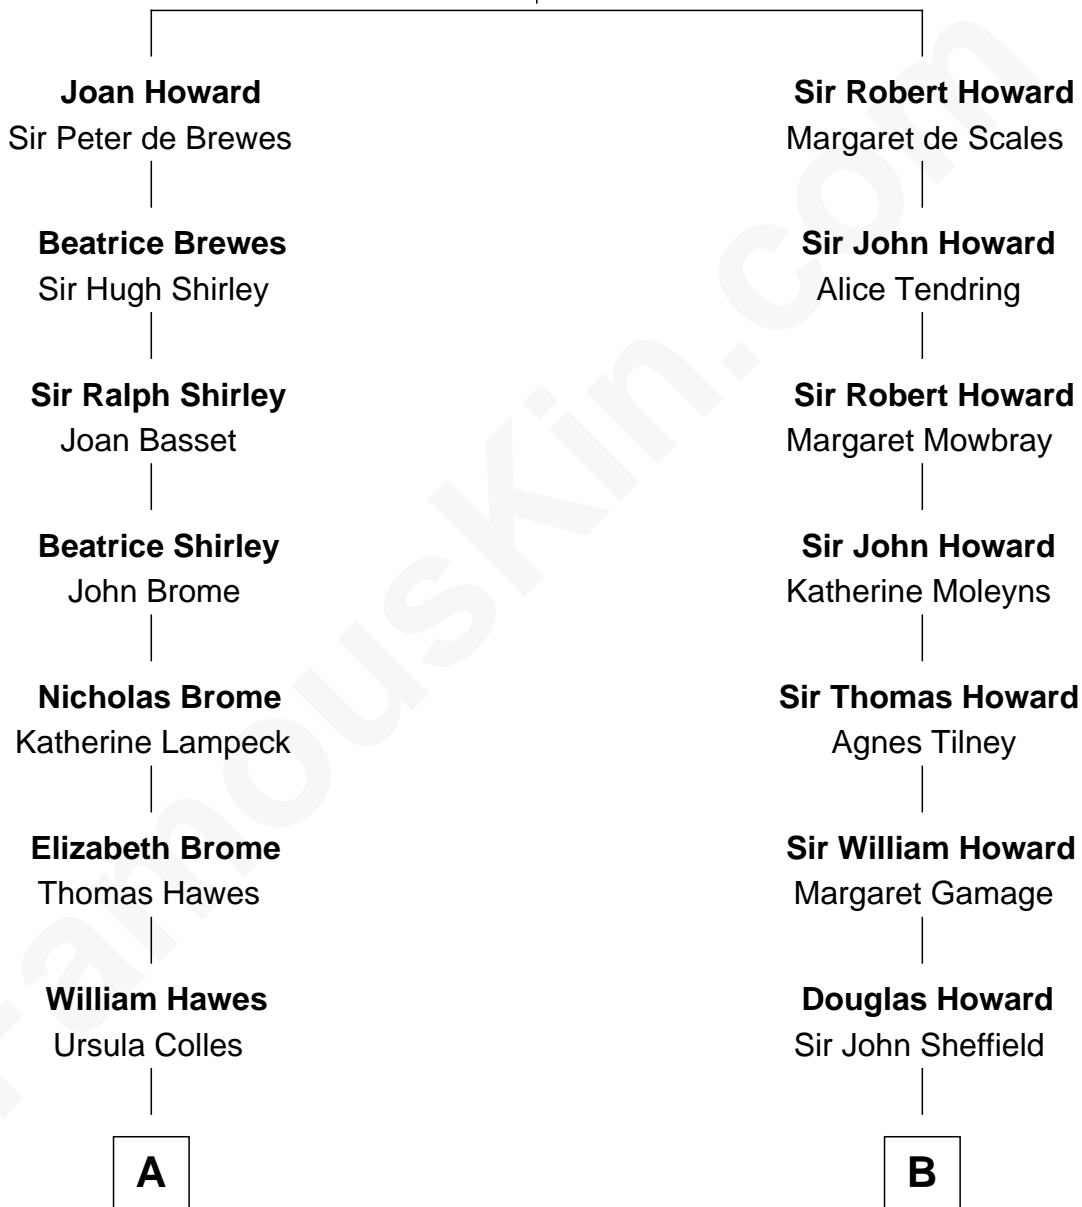 Joan Howard
Sir Peter de Brewes
Beatrice Brewes
Sir Hugh Shirley
Sir Ralph Shirley
Joan Basset
Beatrice Shirley
John Brome
Nicholas Brome
Katherine Lampeck
Elizabeth Brome
Thomas Hawes
William Hawes
Ursula Colles
A
Sir Robert Howard
Margaret de Scales
Sir John Howard
Alice Tendring
Sir Robert Howard
Margaret Mowbray
Sir John Howard
Katherine Moleyns
Sir Thomas Howard
Agnes Tilney
Sir William Howard
Margaret Gamage
Douglas Howard
Sir John Sheffield
B
FamousKin.com